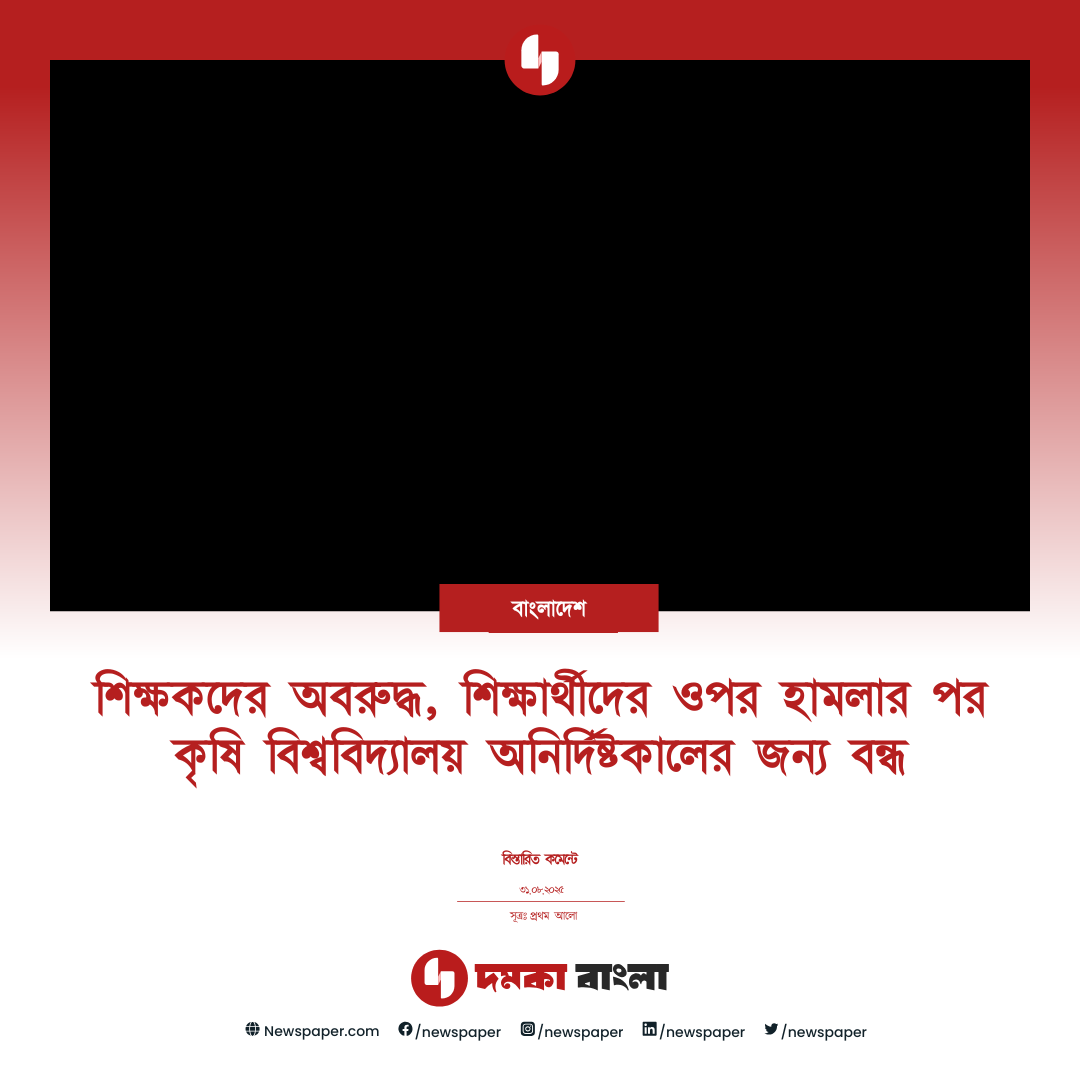 বাংলাদেশ
শিক্ষকদের অবরুদ্ধ, শিক্ষার্থীদের ওপর হামলার পর
কৃষি বিশ্ববিদ্যালয় অনির্দিষ্টকালের জন্য বন্ধ
বিস্তারিত কমেন্টে
৩১.০৮.২০২৫
সূত্রঃ প্রথম আলো
দমকা বাংলা
Newspaper.com /newspaper /newspaper /newspaper /newspaper